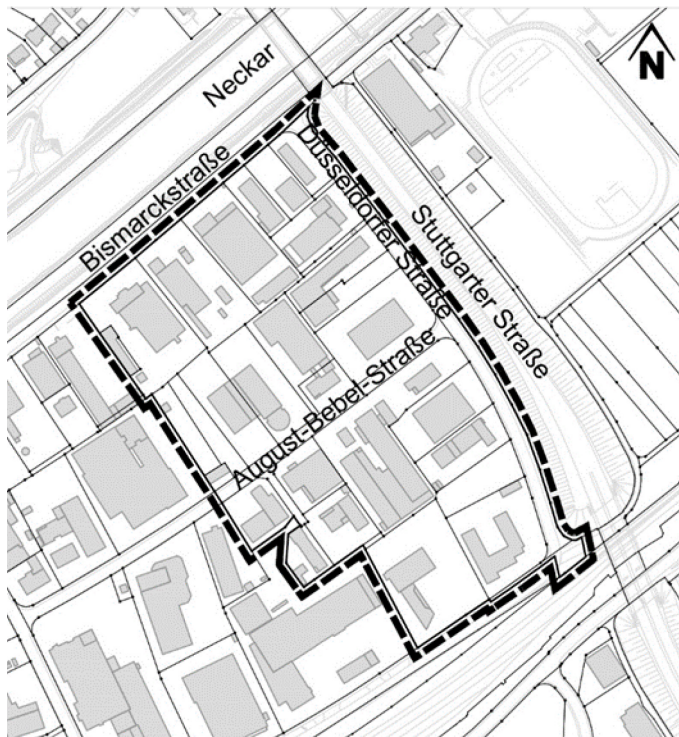 Neckar
N
Bismarckstraße
Düsseldorfer Straße
Stuttgarter Straße
August-Bebel-Straße